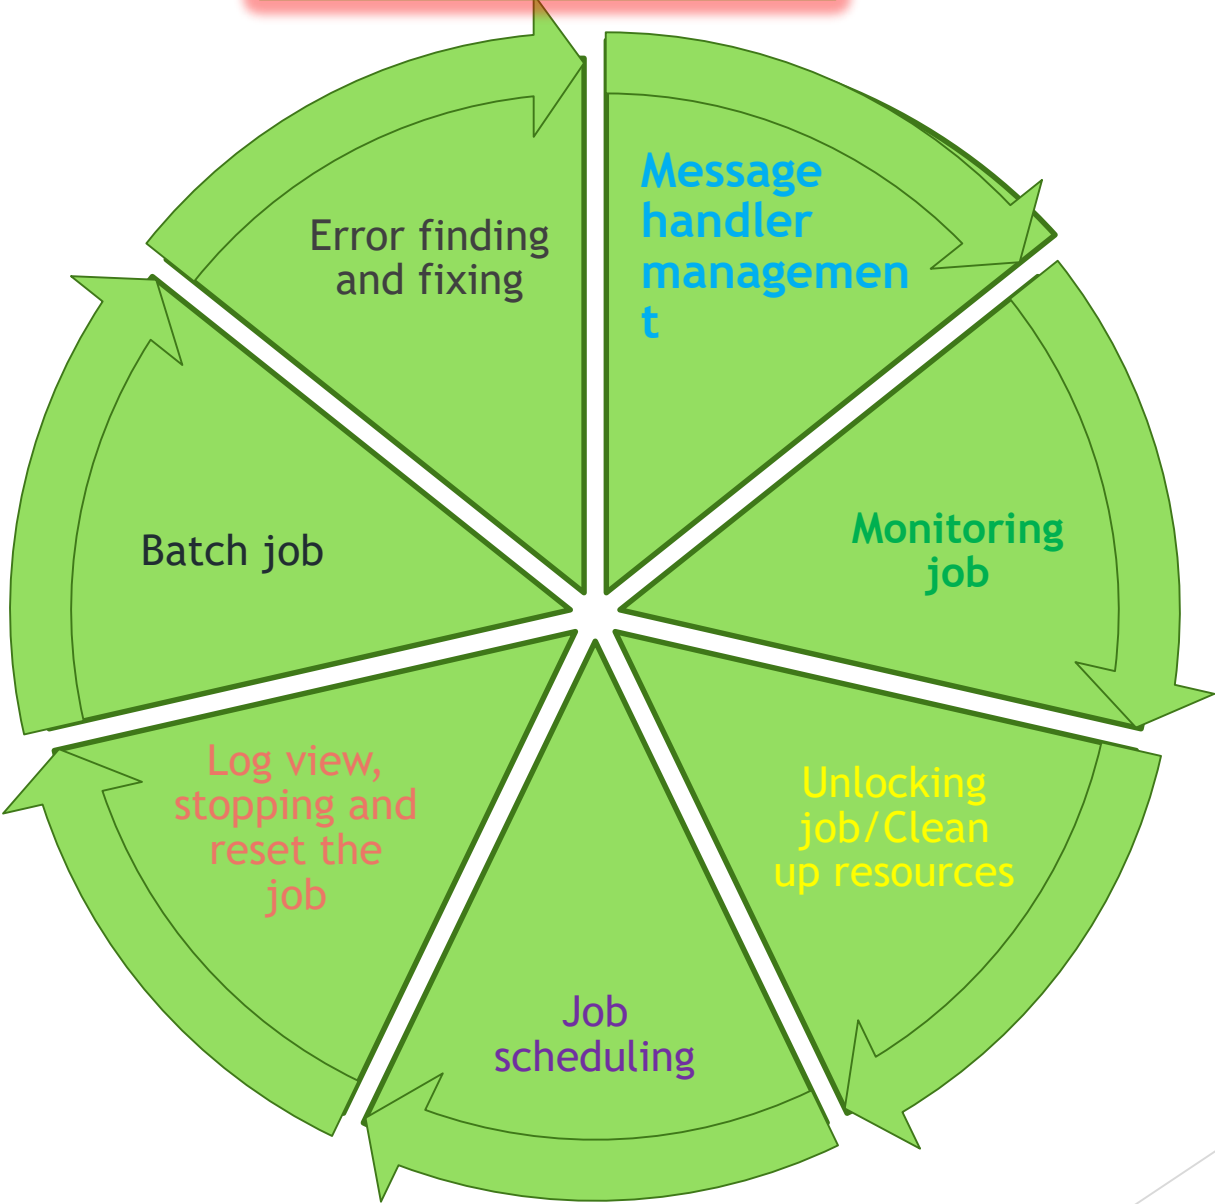 Message
handler
managemen
t
Monitoring
job
Unlocking
job/Clean
up resources
Job
scheduling
Log view,
stopping and
reset the
job
Batch job
Error finding
and fixing